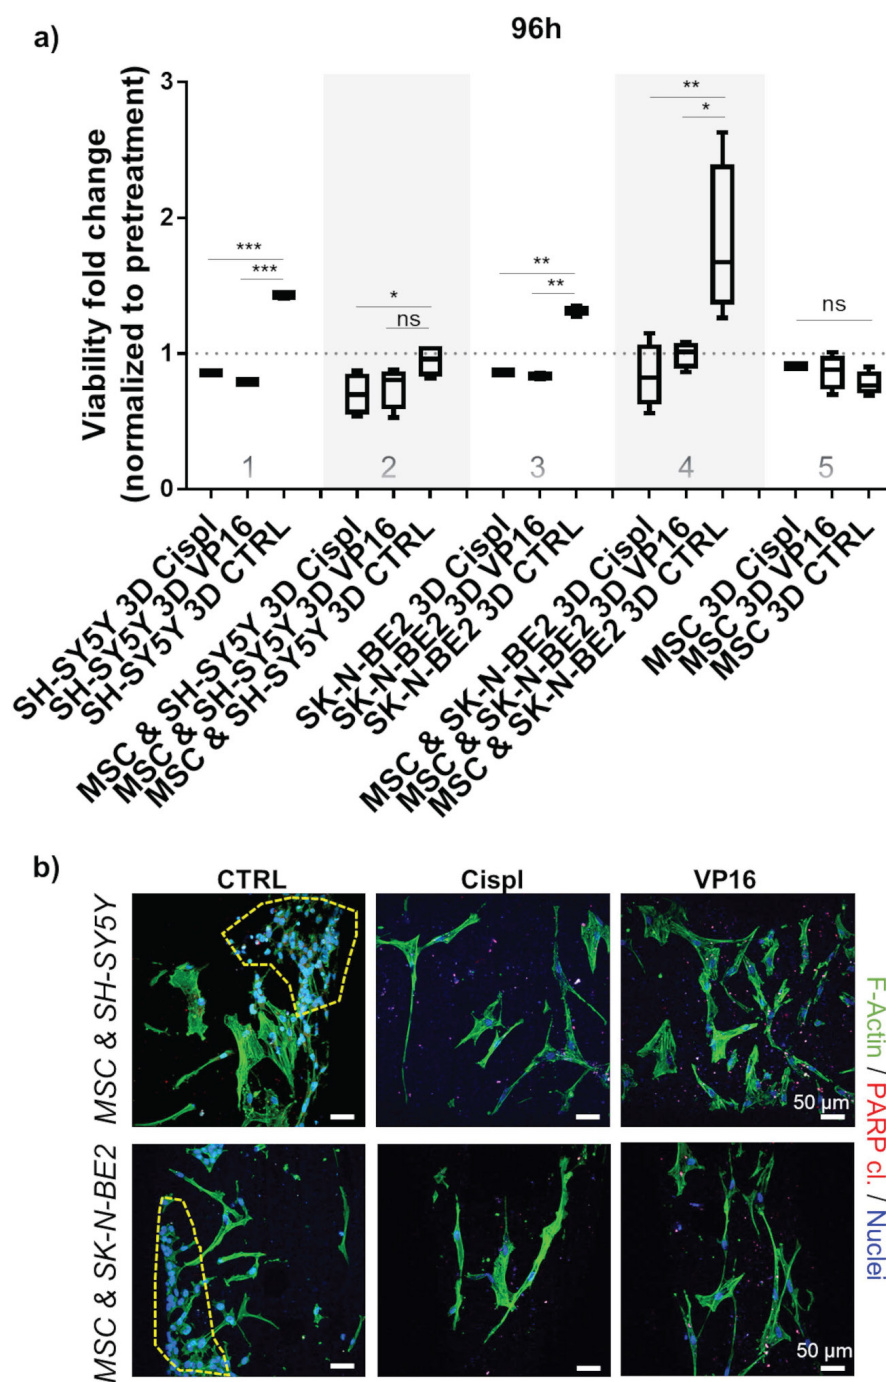 a)
96h
Viability fold change
(normalized to pretreatment)
3
2
1
0
***
***
*
ns
**
**
**
*
ns
1
2
3
4
5
SH-SY5Y 3D Cispl
SH-SY5Y 3D VP16
SH-SY5Y 3D CTRL
MSC & SH-SY5Y 3D Cispl
MSC & SH-SY5Y 3D VP16
MSC & SH-SY5Y 3D CTRL
SK-N-BE2 3D Cispl
SK-N-BE2 3D VP16
SK-N-BE2 3D CTRL
MSC & SK-N-BE2 3D Cispl
MSC & SK-N-BE2 3D VP16
MSC & SK-N-BE2 3D CTRL
MSC 3D Cispl
MSC 3D VP16
MSC 3D CTRL
b)
CTRL
Cispl
VP16
MSC & SH-SY5Y
50 µm
MSC & SK-N-BE2
50 µm
F-Actin / PARP cl. / Nuclei